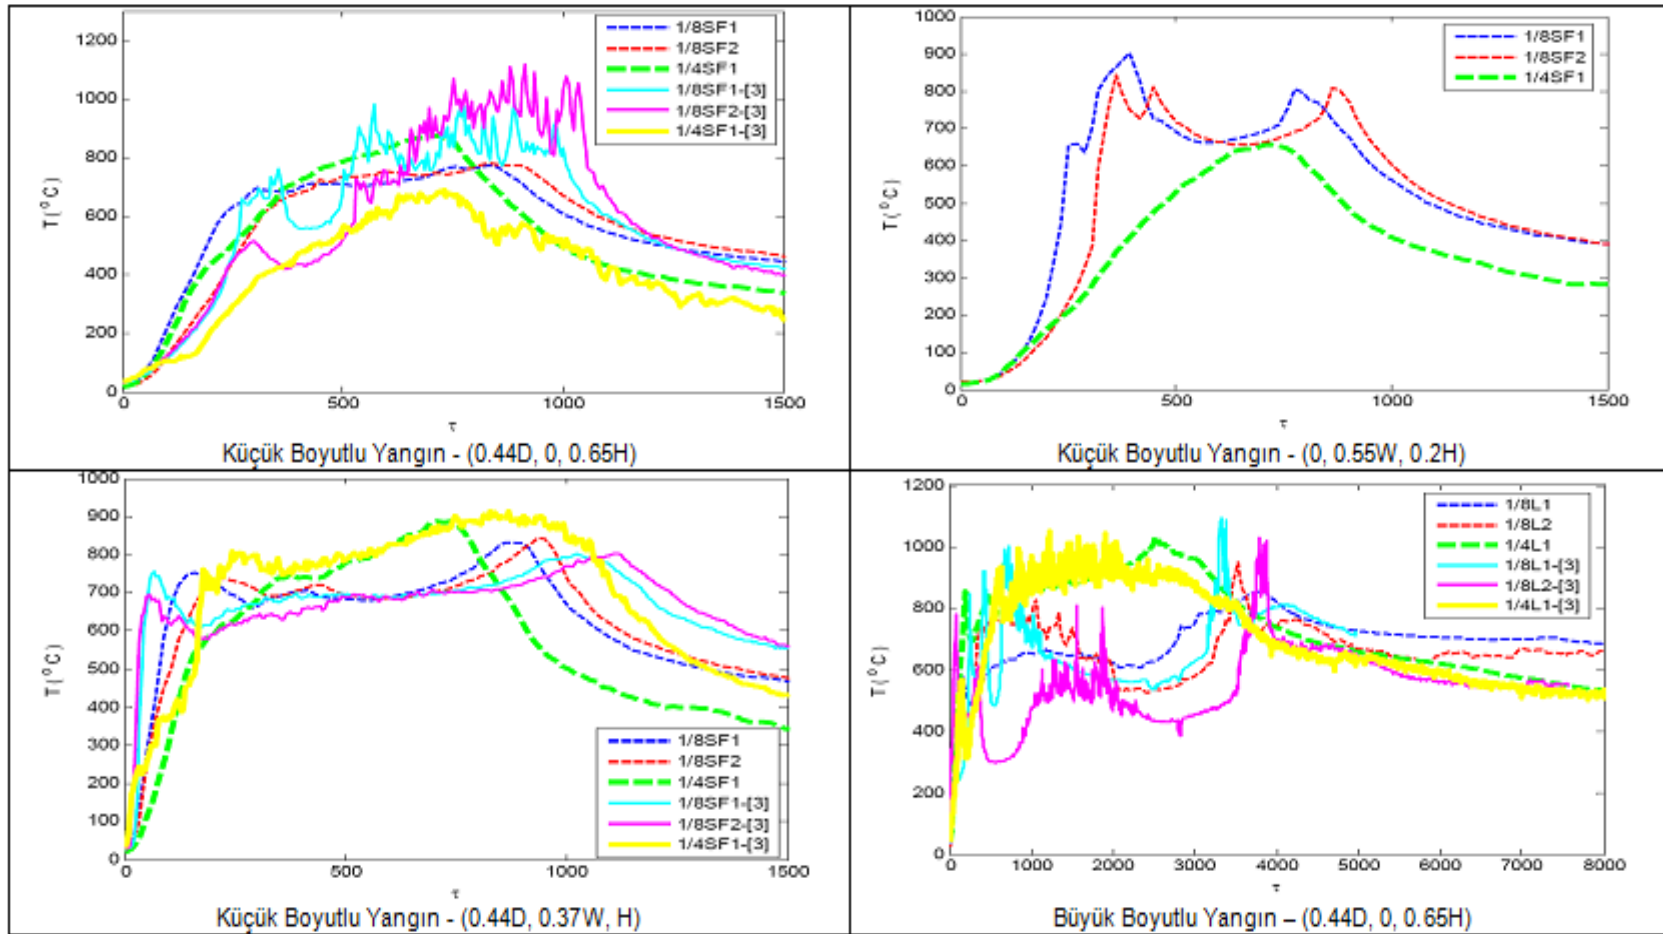 1200
1000
800
600
400
200
0
T(°C)
1/8SF1
1/8SF2
1/4SF1
1/8SF1-[3]
1/8SF2-[3]
1/4SF1-[3]
0 500 1000 1500
τ
Küçük Boyutlu Yangın - (0.44D, 0, 0.65H)
1000
900
800
700
600
500
400
300
200
100
0
T(°C)
1/8SF1
1/8SF2
1/4SF1
0 500 1000 1500
τ
Küçük Boyutlu Yangın - (0, 0.55W, 0.2H)
1000
900
800
700
600
500
400
300
200
100
0
T(°C)
1/8SF1
1/8SF2
1/4SF1
1/8SF1-[3]
1/8SF2-[3]
1/4SF1-[3]
0 500 1000 1500
τ
Küçük Boyutlu Yangın - (0.44D, 0.37W, H)
1200
1000
800
600
400
200
0
T(°C)
1/8L1
1/8L2
1/4L1
1/8L1-[3]
1/8L2-[3]
1/4L1-[3]
0 1000 2000 3000 4000 5000 6000 7000 8000
τ
Büyük Boyutlu Yangın – (0.44D, 0, 0.65H)